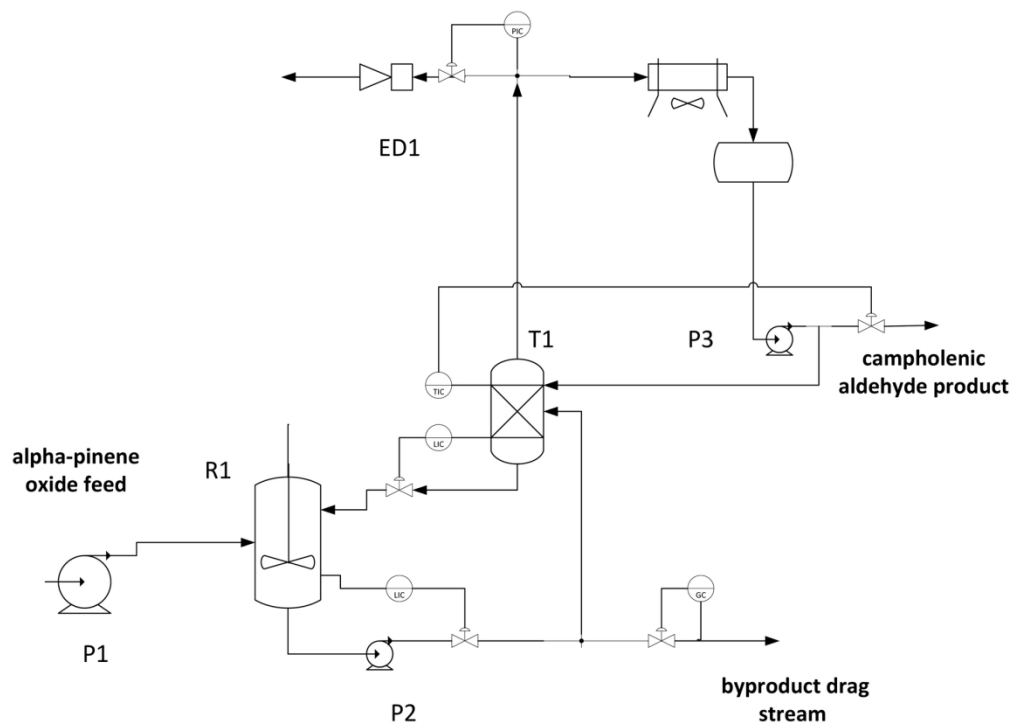 PIC
ED1
T1
P3
TIC
campholenic
aldehyde product
LIC
alpha-pinene
oxide feed
R1
LIC
GC
P1
P2
byproduct drag
stream